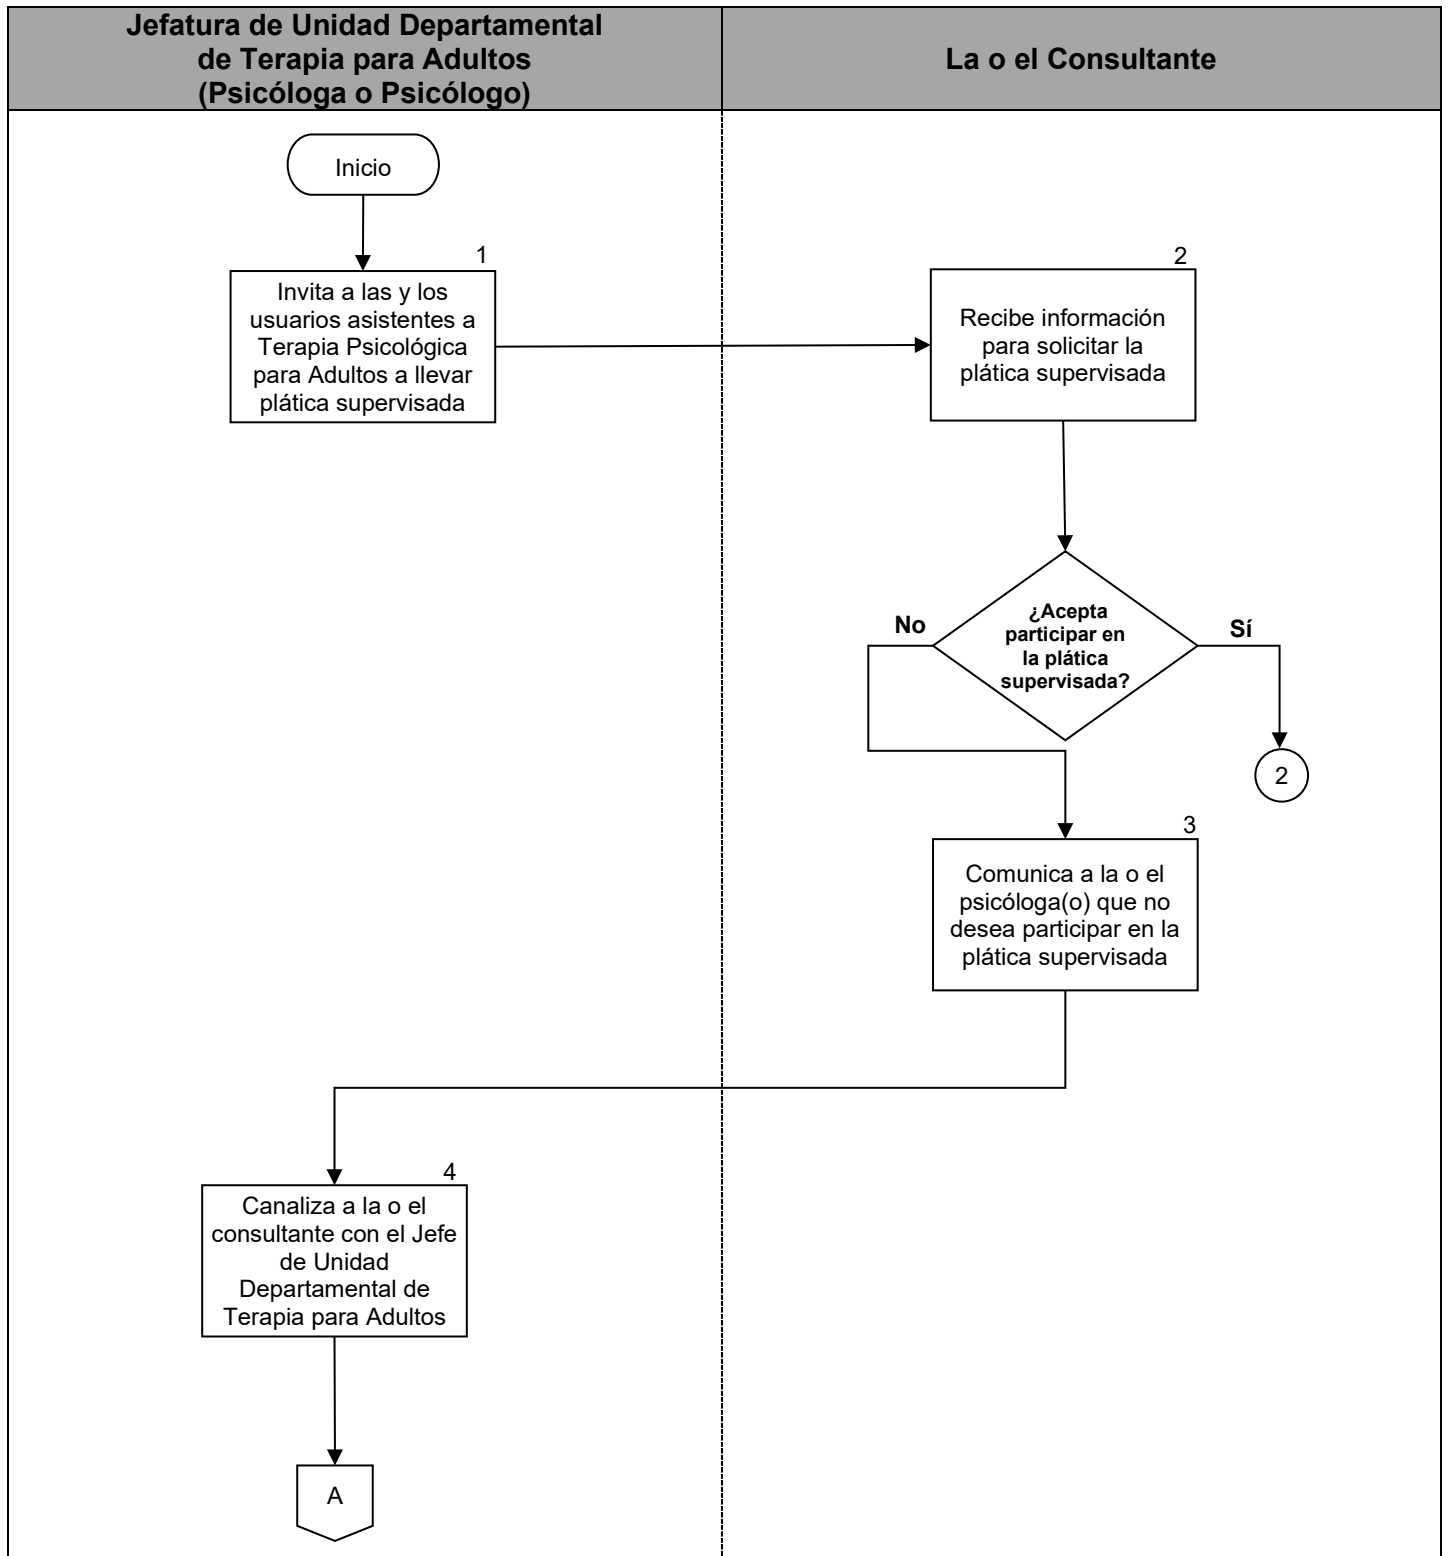 Jefatura de Unidad Departamental
de Terapia para Adultos
(Psicóloga o Psicólogo)
La o el Consultante
Inicio
1
Invita a las y los
usuarios asistentes a
Terapia Psicológica
para Adultos a llevar
plática supervisada
2
Recibe información
para solicitar la
plática supervisada
¿Acepta
participar en
la plática
supervisada?
No
Sí
2
3
Comunica a la o el
psicóloga(o) que no
desea participar en la
plática supervisada
4
Canaliza a la o el
consultante con el Jefe
de Unidad
Departamental de
Terapia para Adultos
A